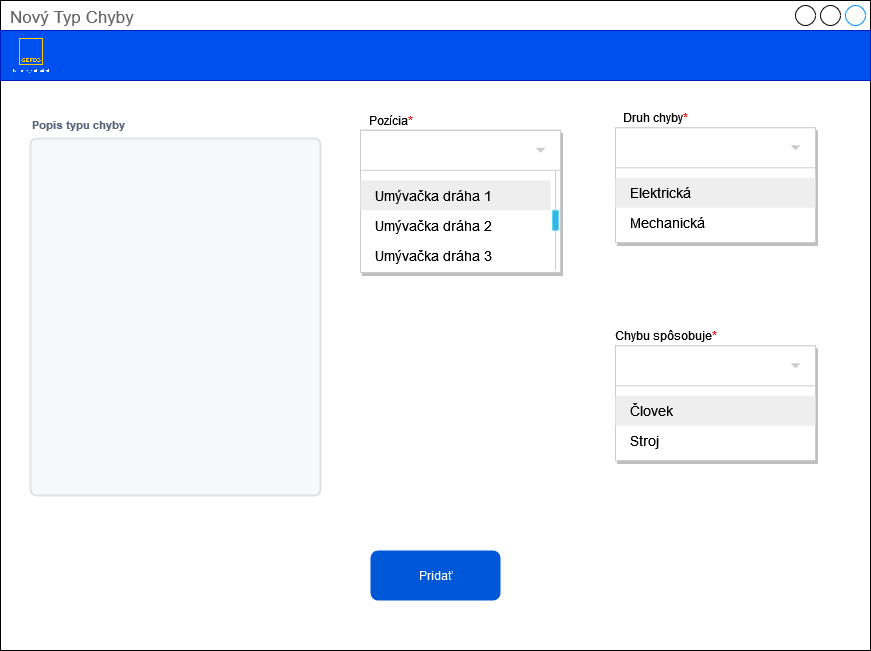 Nový Typ Chyby
GEFCO
Popis typu chyby
Pozícia*
Umývačka dráha 1
Umývačka dráha 2
Umývačka dráha 3
Druh chyby*
Elektrická
Mechanická
Chybu spôsobuje*
Človek
Stroj
Pridať